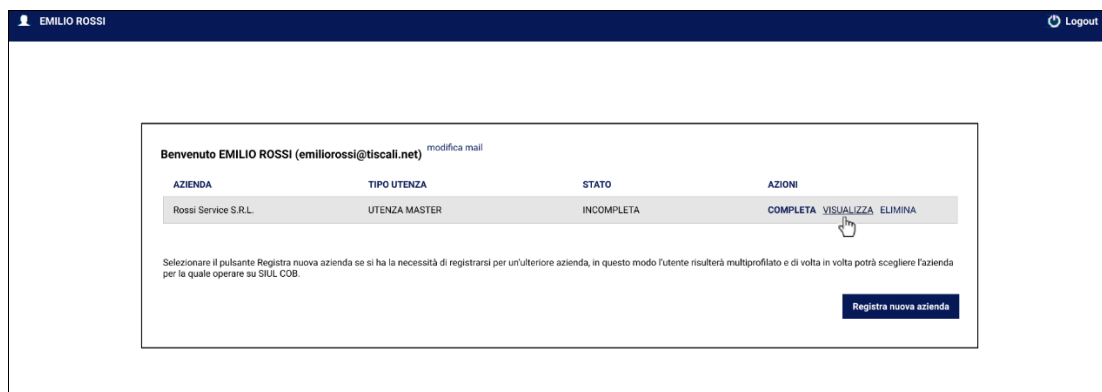 EMILIO ROSSI Logout
Benvenuto EMILIO ROSSI (emiliorossi@tiscali.net) modifica mail
AZIENDA TIPO UTENZA STATO AZIONI
Rossi Service S.R.L. UTENZA MASTER INCOMPLETA COMPLETA VISUALIZZA ELIMINA
Selezionare il pulsante Registra nuova azienda se si ha la necessità di registrarsi per un'ulteriore azienda, in questo modo l'utente risulterà multiprofilato e di volta in volta potrà scegliere l'azienda
per la quale operare su SIUL COB.
Registra nuova azienda